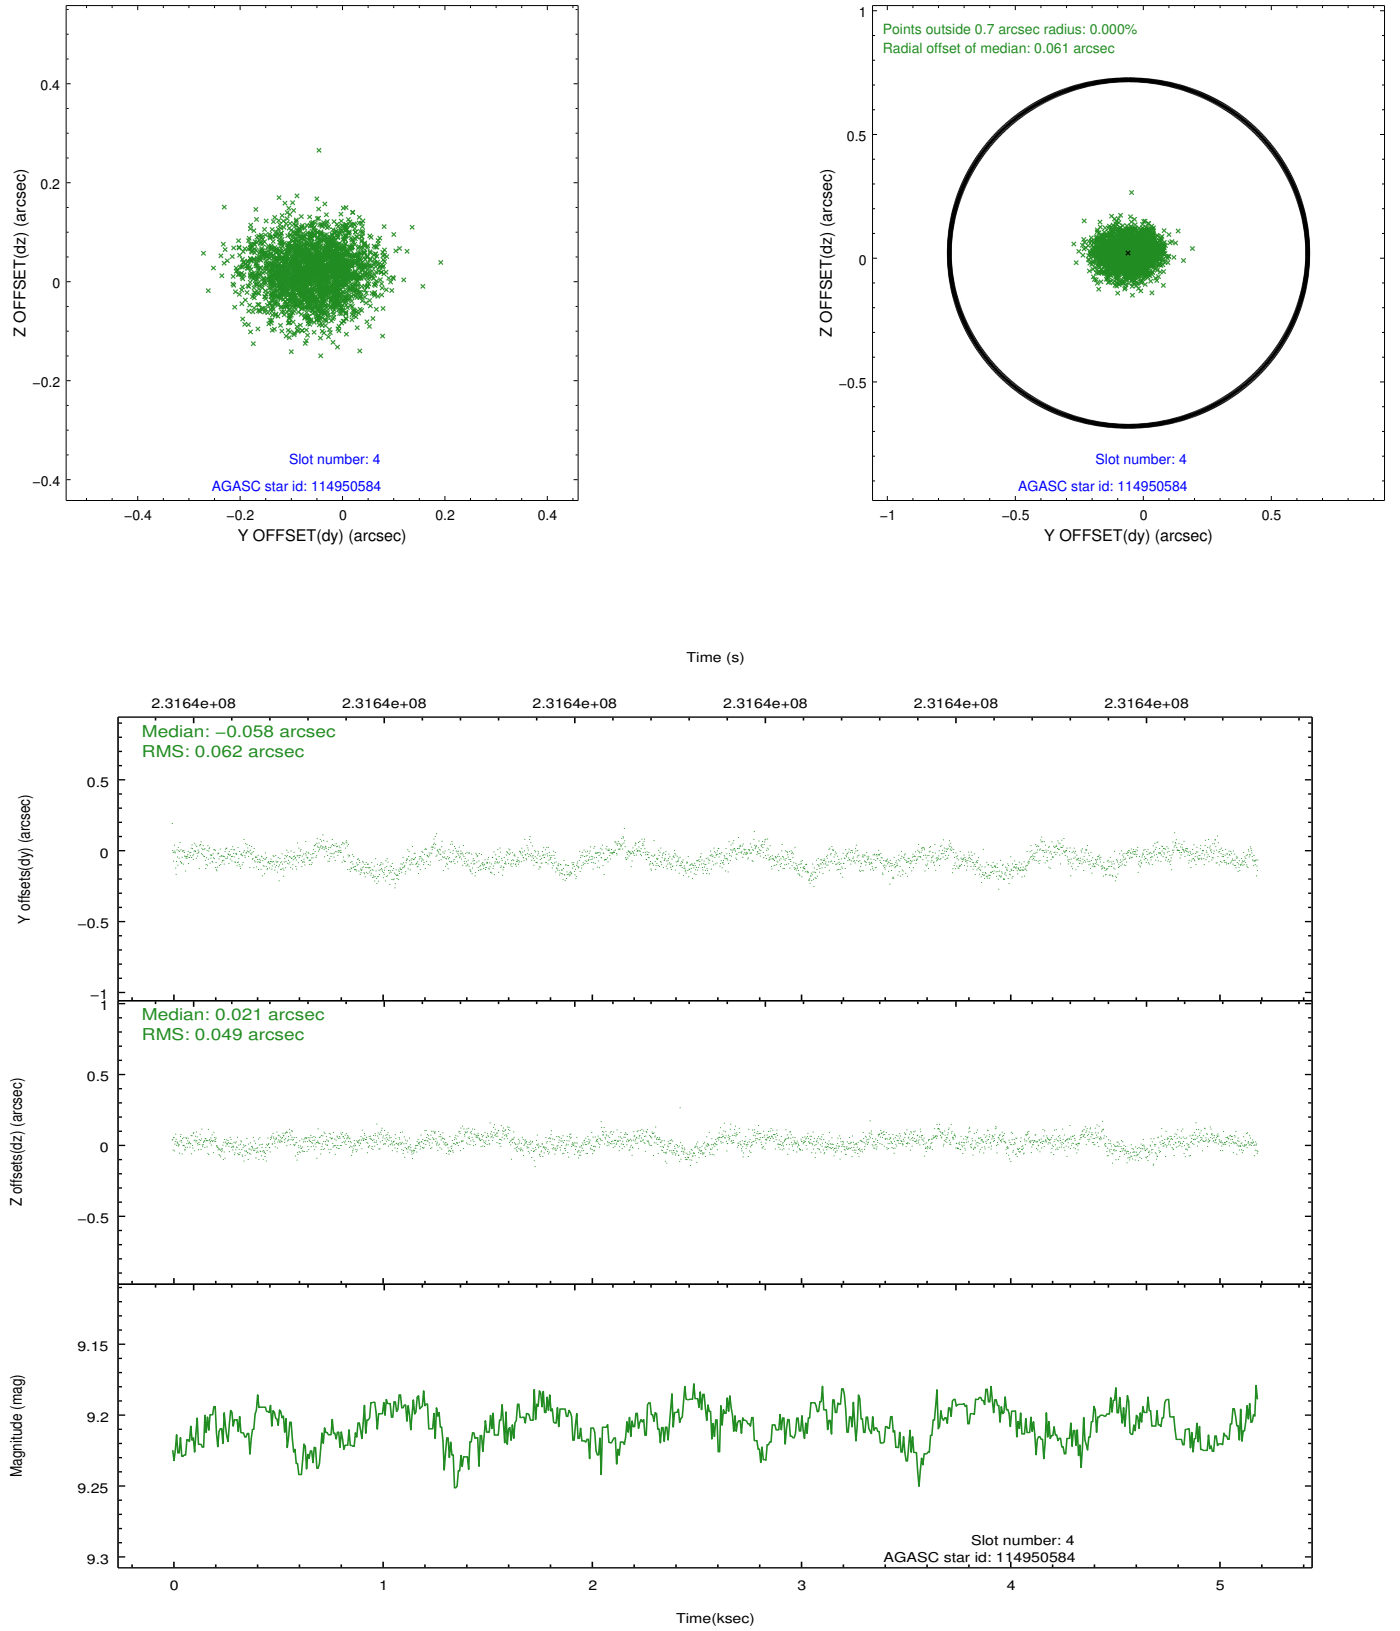 0.4
0.2
0
−0.2
−0.4
Z OFFSET(dz) (arcsec)
Slot number: 4
AGASC star id: 114950584
−0.4 −0.2 0 0.2 0.4
Y OFFSET(dy) (arcsec)
1
0.5
0
−0.5
Z OFFSET(dz) (arcsec)
Points outside 0.7 arcsec radius: 0.000%
Radial offset of median: 0.061 arcsec
Slot number: 4
AGASC star id: 114950584
−1 −0.5 0 0.5
Y OFFSET(dy) (arcsec)
Time (s)
2.3164e+08 2.3164e+08 2.3164e+08 2.3164e+08 2.3164e+08 2.3164e+08
Median: −0.058 arcsec
RMS: 0.062 arcsec
0.5
0
−0.5
−1
Y offsets(dy) (arcsec)
Median: 0.021 arcsec
RMS: 0.049 arcsec
1
0.5
0
−0.5
Z offsets(dz) (arcsec)
9.15
9.2
9.25
9.3
Magnitude (mag)
Slot number: 4
AGASC star id: 114950584
0 1 2 3 4 5
Time(ksec)